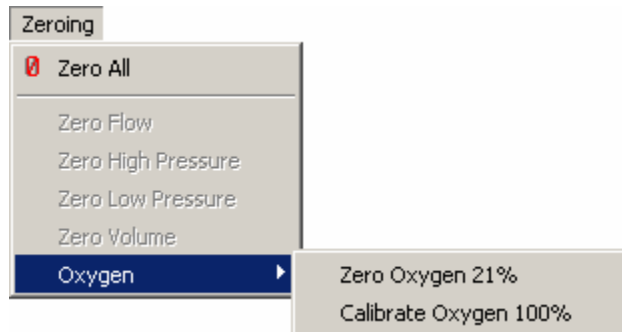 Zeroing
Zero All
Zero Flow
Zero High Pressure
Zero Low Pressure
Zero Volume
Oxygen
Zero Oxygen 21%
Calibrate Oxygen 100%